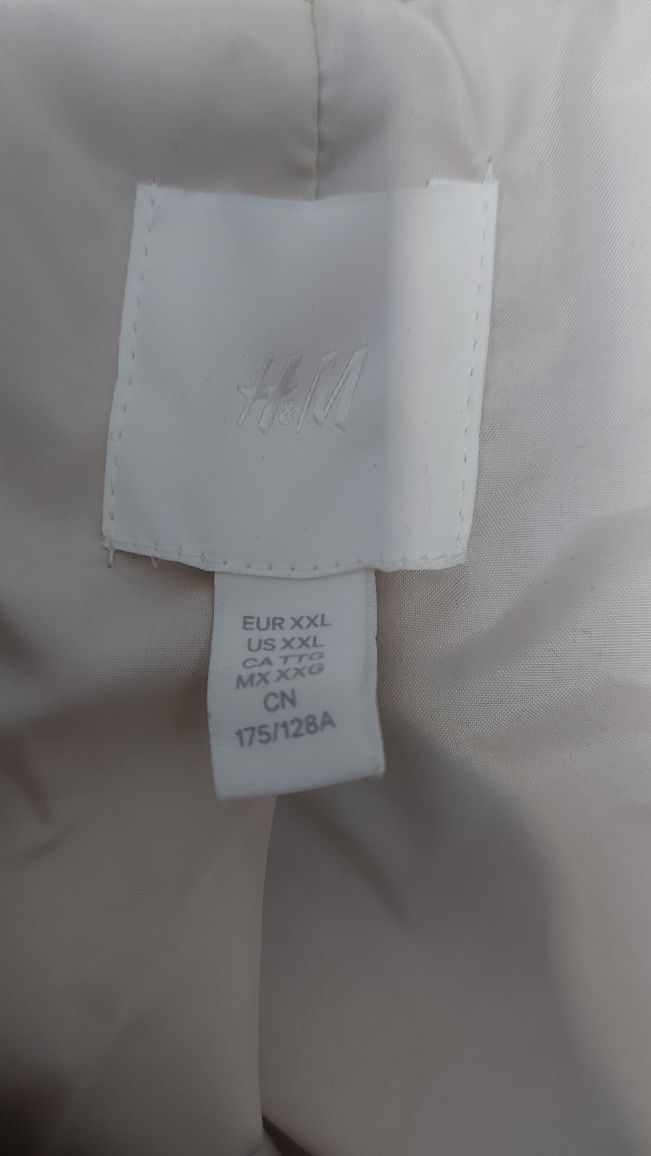 H&M
EUR XXL
US XXL
CA TTG
MX XXG
CN
175/128A